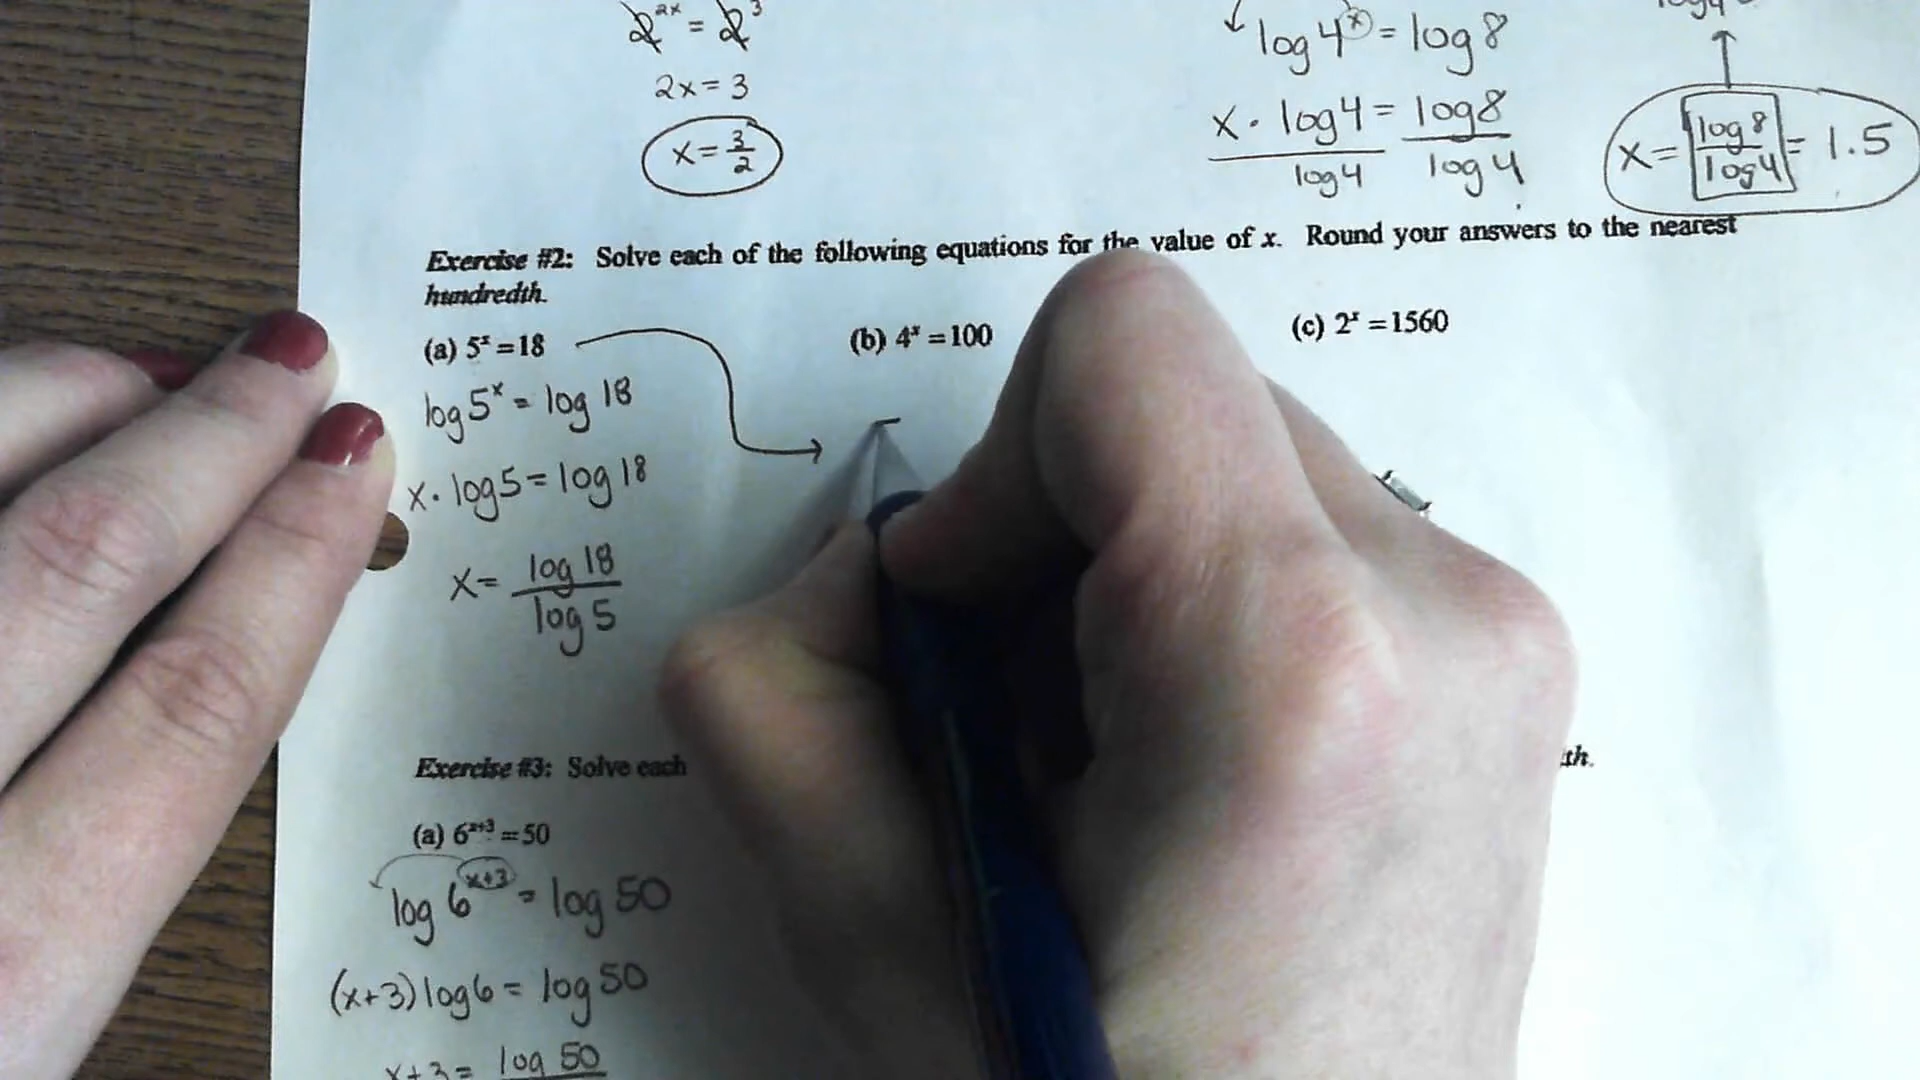 2^2x = 2^3
2x = 3
x = 3/2
log 4^x = log 8
x · log 4 = log 8
log 4 log 4
x = log 8 / log 4 = 1.5
Exercise #2: Solve each of the following equations for the value of x. Round your answers to the nearest
hundredth.
(a) 5^x = 18
(b) 4^x = 100
(c) 2^x = 1560
log 5^x = log 18
x · log 5 = log 18
x = log 18 / log 5
Exercise #3: Solve each
(a) 6^x+3 = 50
log 6^x+3 = log 50
(x+3) log 6 = log 50
x+3 = log 50